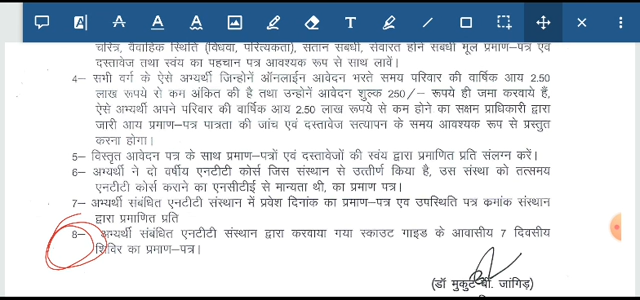 चरित्र, वैवाहिक स्थिति (विधवा, परित्यकता), संतान संबंधी, सेवारत होने संबंधी मूल प्रमाण–पत्र एवं
दस्तावेज तथा स्वंय का पहचान पत्र आवश्यक रूप से साथ लावें।
4– सभी वर्ग के ऐसे अभ्यर्थी जिन्होनें ऑनलाईन आवेदन भरते समय परिवार की वार्षिक आय 2.50
लाख रूपये से कम अंकित की है तथा उन्होनें आवेदन शुल्क 250/– रूपये ही जमा करवाये हैं,
ऐसे अभ्यर्थी अपने परिवार की वार्षिक आय 2.50 लाख रूपये से कम होने का सक्षम प्राधिकारी द्वारा
जारी आय प्रमाण–पत्र पात्रता की जांच एवं दस्तावेज सत्यापन के समय आवश्यक रूप से प्रस्तुत
करना होगा।
5– विस्तृत आवेदन पत्र के साथ प्रमाण–पत्रों एवं दस्तावेजों की स्वंय द्वारा प्रमाणित प्रति संलग्न करें।
6– अभ्यर्थी ने दो वर्षीय एनटीटी कोर्स जिस संस्थान से उत्तीर्ण किया है, उस संस्था को तत्समय
एनटीटी कोर्स कराने का एनसीटीई से मान्यता थी, का प्रमाण पत्र।
7– अभ्यर्थी संबंधित एनटीटी संस्थान में प्रवेश दिनांक का प्रमाण–पत्र एव उपस्थिति पत्र कमांक संस्थान
द्वारा प्रमाणित प्रति
8– अभ्यर्थी संबंधित एनटीटी संस्थान द्वारा करवाया गया स्काउट गाइड के आवासीय 7 दिवसीय
शिविर का प्रमाण–पत्र।
(डॉ मुकुट बी. जांगिड़)